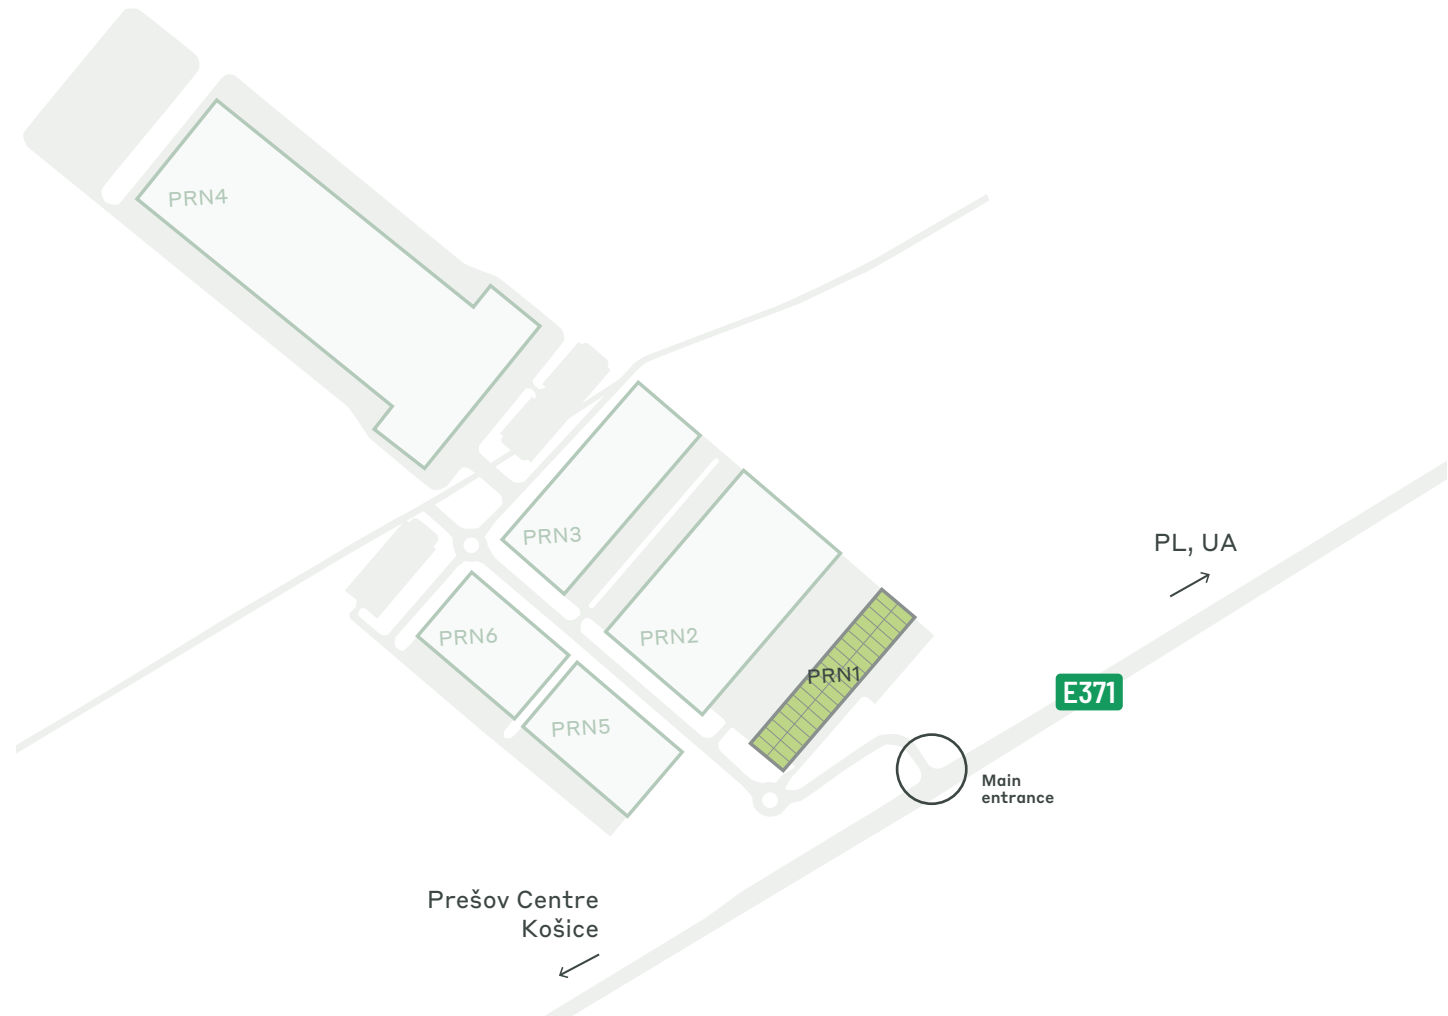 PRN4
PRN3
PL, UA
PRN6
PRN2
PRN1
E371
PRN5
Main
entrance
Prešov Centre
Košice